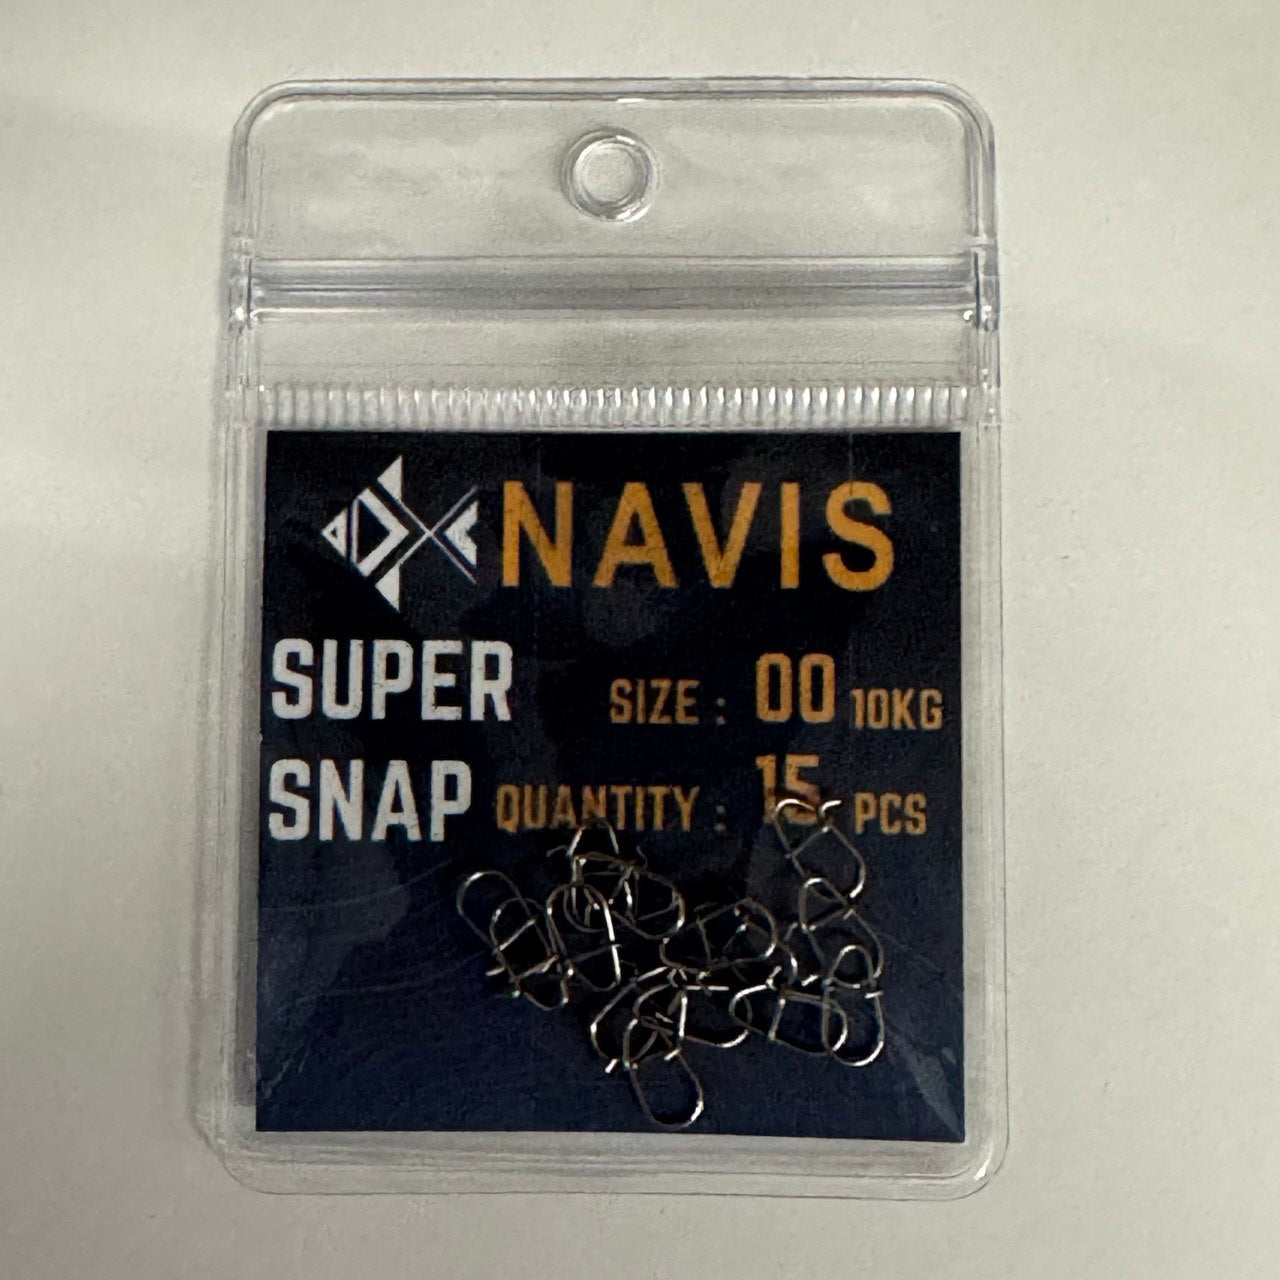 NAVIS
SUPER SIZE : 00 10KG
SNAP QUANTITY : 15 PCS